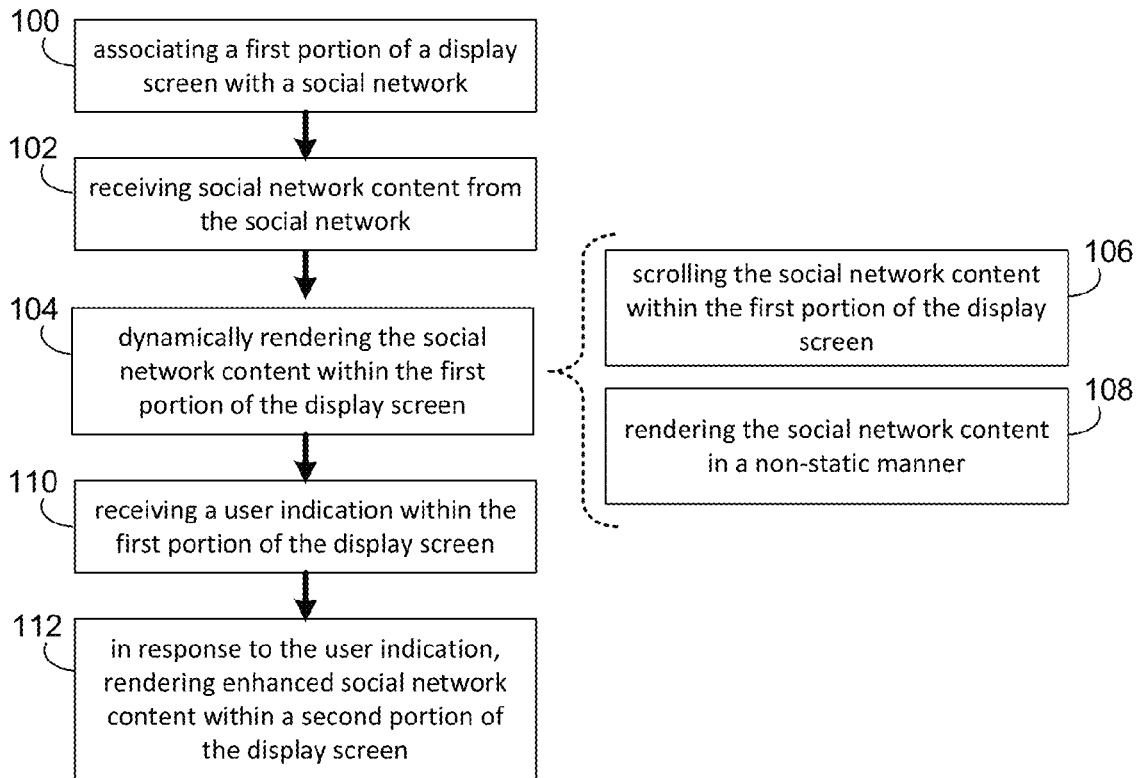 100
associating a first portion of a display
screen with a social network
102
receiving social network content from
the social network
104
dynamically rendering the social
network content within the first
portion of the display screen
106
scrolling the social network content
within the first portion of the display
screen
108
rendering the social network content
in a non-static manner
110
receiving a user indication within the
first portion of the display screen
112
in response to the user indication,
rendering enhanced social network
content within a second portion of
the display screen